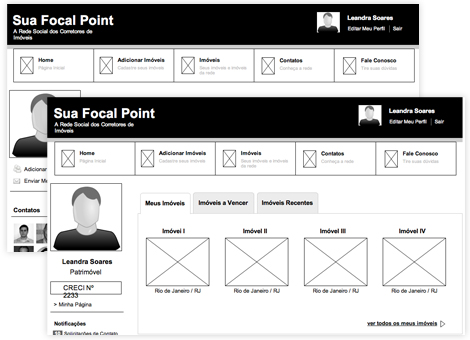 Sua Focal Point
A Rede Social dos Corretores de
Imóveis
Leandra Soares
Editar Meu Perfil | Sair
Home
Página Inicial
Adicionar Imóveis
Cadastre seus imóveis
Imóveis
Seus imóveis e imóveis
da rede
Contatos
Conheça a rede
Fale Conosco
Tire suas dúvidas
Adicionar
Enviar M
Contatos
Sua Focal Point
A Rede Social dos Corretores de
Imóveis
Leandra Soares
Editar Meu Perfil | Sair
Home
Página Inicial
Adicionar Imóveis
Cadastre seus imóveis
Imóveis
Seus imóveis e imóveis
da rede
Contatos
Conheça a rede
Fale Conosco
Tire suas dúvidas
Leandra Soares
Patrimóvel
CRECI Nº
2233
> Minha Página
Notificações
10 Solicitações de Contato
Meus Imóveis
Imóveis a Vencer
Imóveis Recentes
Imóvel I
Imóvel II
Imóvel III
Imóvel IV
Rio de Janeiro / RJ
Rio de Janeiro / RJ
Rio de Janeiro / RJ
Rio de Janeiro / RJ
ver todos os meus imóveis